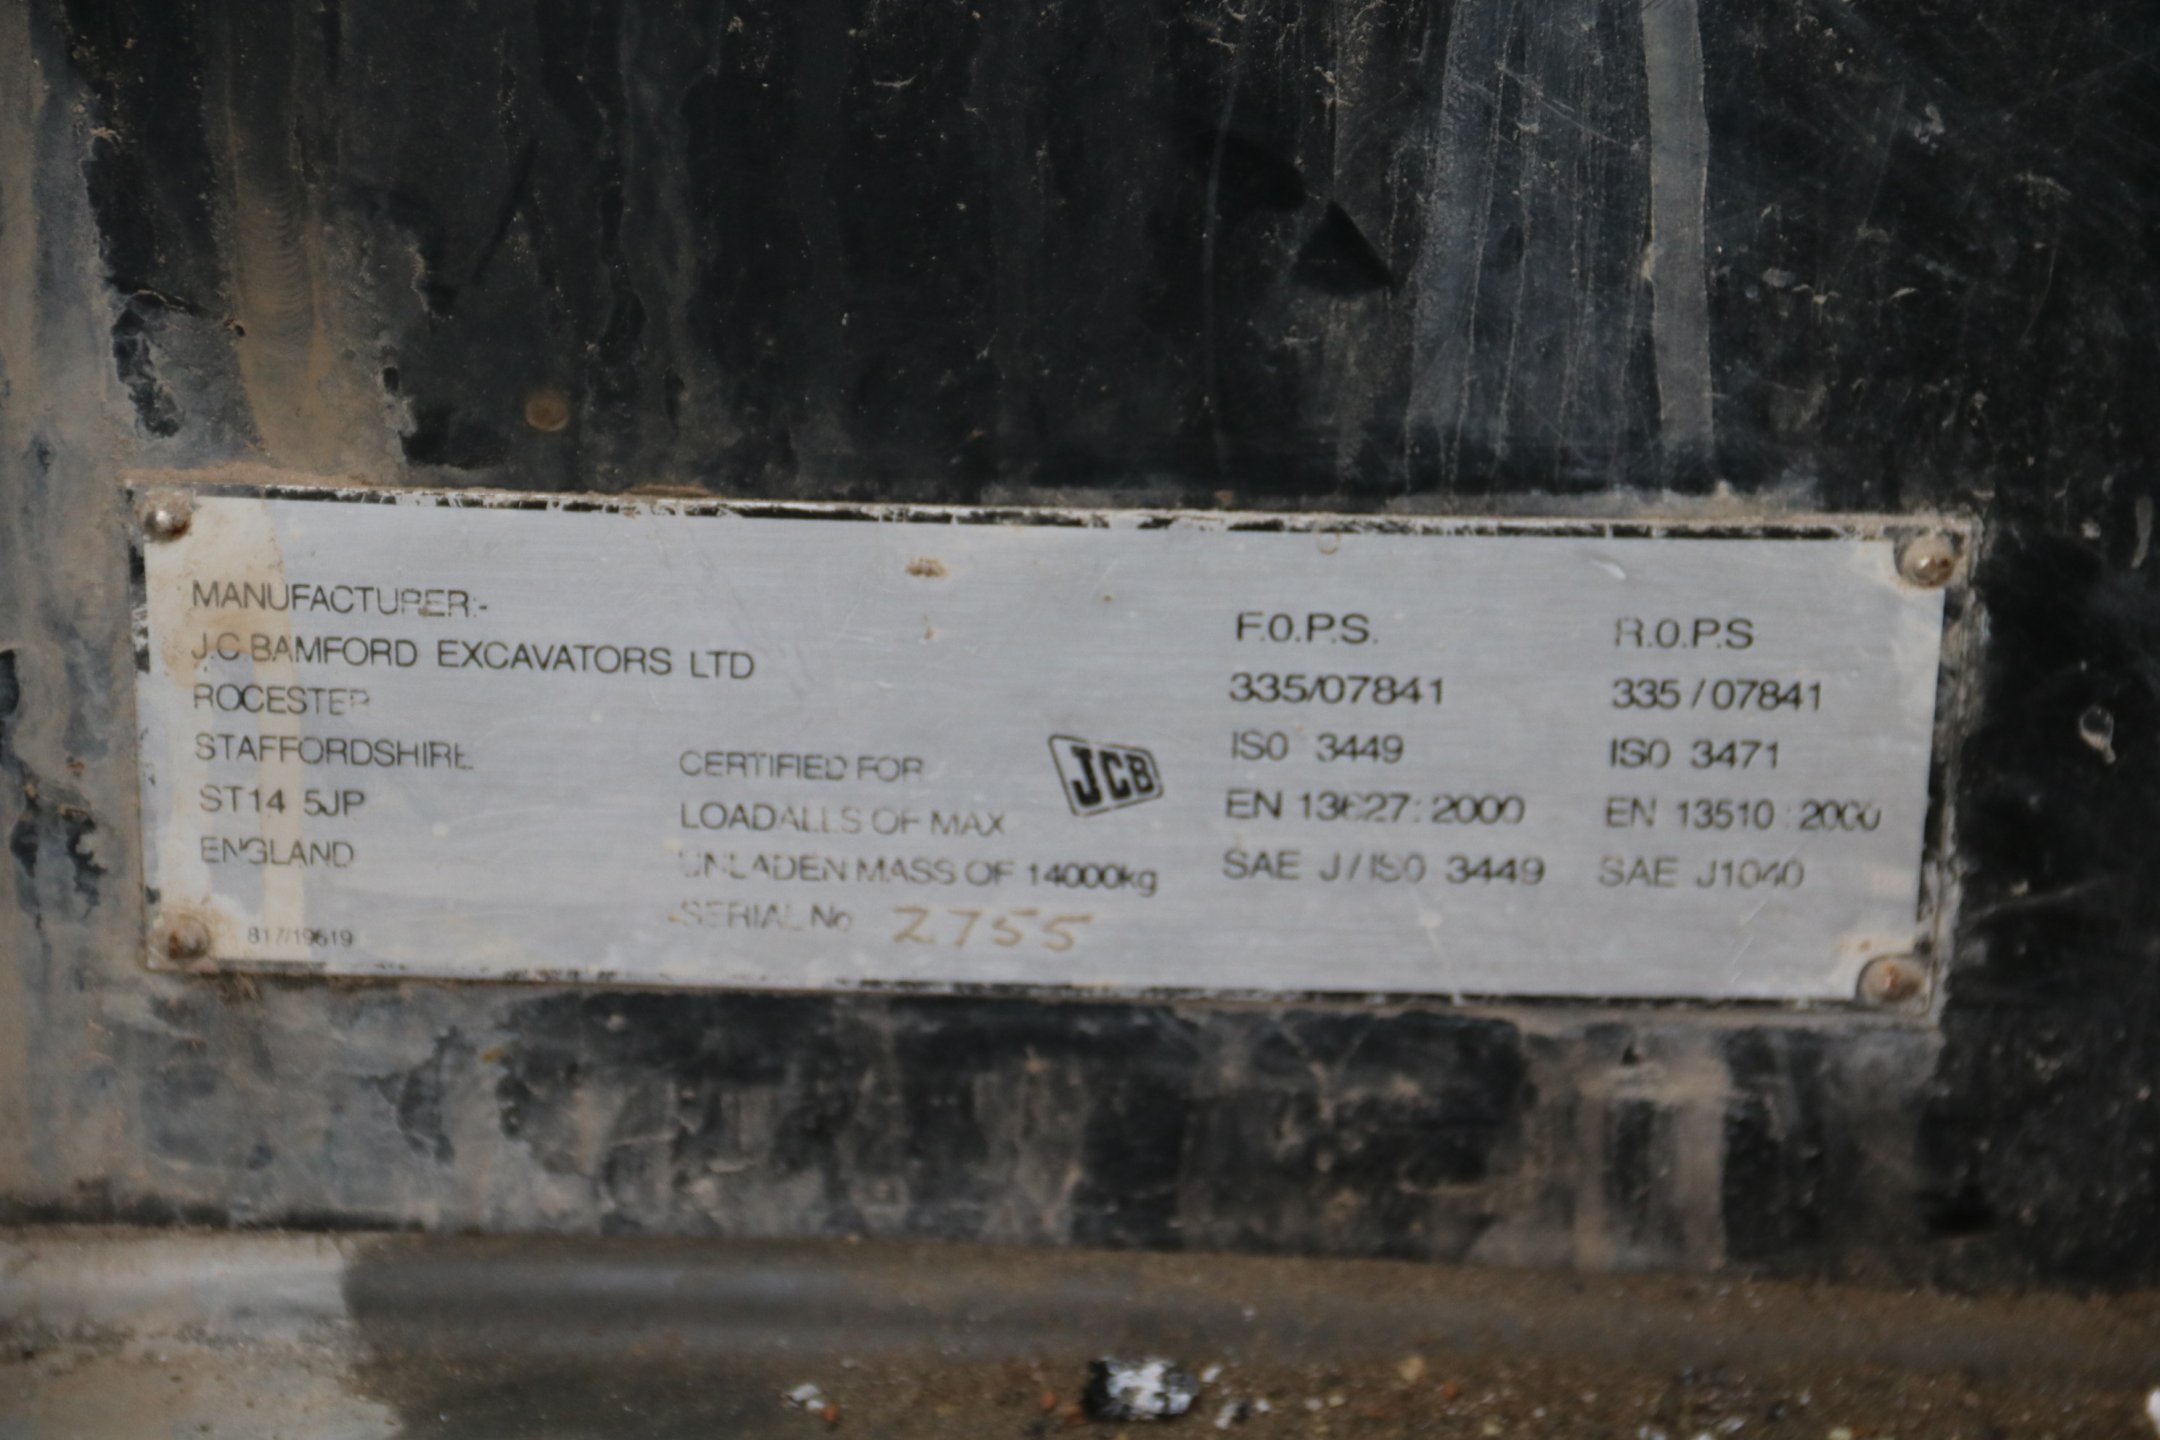 MANUFACTURER:-
J.C BAMFORD EXCAVATORS LTD
ROCESTER
STAFFORDSHIRE
ST14 5JP
ENGLAND
817/19619
CERTIFIED FOR
LOADALLS OF MAX
UNLADEN MASS OF 14000kg
SERIAL No 2755
JCB
F.O.P.S.
335/07841
ISO 3449
EN 13627:2000
SAE J/ISO 3449
R.O.P.S
335/07841
ISO 3471
EN 13510:2000
SAE J1040